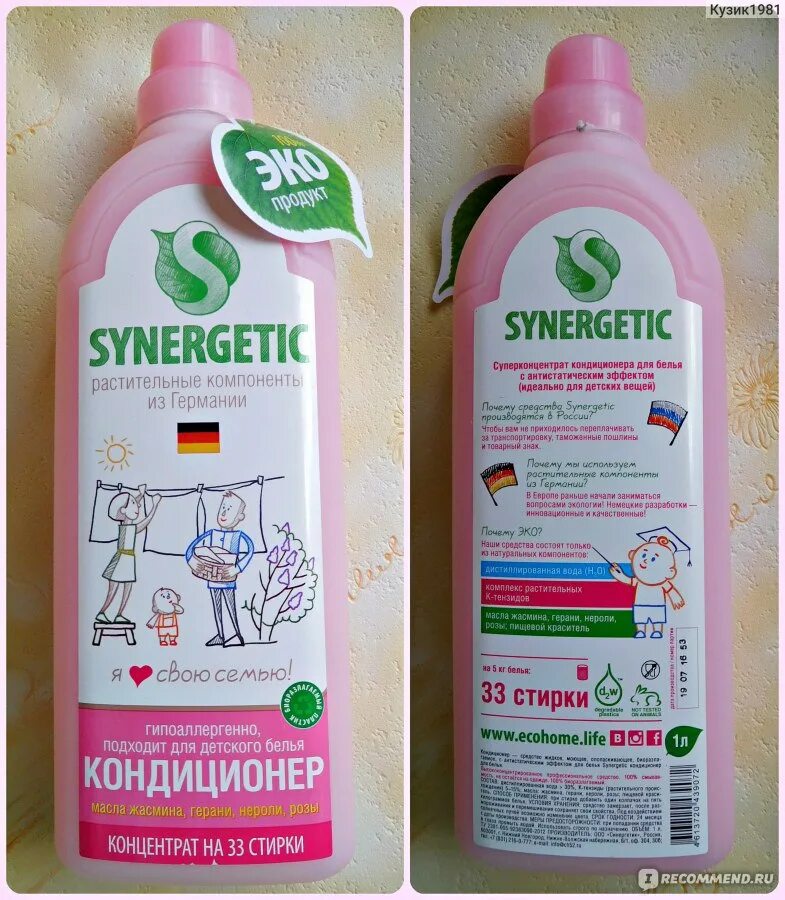 Кузик1981
100%
ЭКО
продукт
SYNERGETIC
растительные компоненты
из Германии
я свою семью!
биоразлагаемый пластик
гипоаллергенно,
подходит для детского белья
КОНДИЦИОНЕР
масла жасмина, герани, нероли, розы
КОНЦЕНТРАТ НА 33 СТИРКИ
SYNERGETIC
Суперконцентрат кондиционера для белья
с антистатическим эффектом
(идеально для детских вещей)
Почему средства Synergetic
производятся в России?
Чтобы вам не приходилось переплачивать
за транспортировку, таможенные пошлины
и товарный знак.
Почему мы используем
растительные компоненты
из Германии?
В Европе раньше начали заниматься
вопросами экологии! Немецкие разработки —
инновационные и качественные!
Почему ЭКО?
Наши средства состоят только
из натуральных компонентов:
дистиллированная вода (H₂O)
комплекс растительных
К-тензидов
масла жасмина, герани, нероли,
розы; пищевой краситель
на 5 кг белья:
33 стирки
d₂w
degradable
plastics
NOT TESTED
ON ANIMALS
19 07 16 53
www.ecohome.life
1л
4613720439072
IRECOMMEND.RU